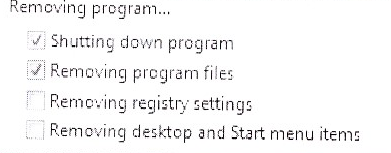 Removing program...
Shutting down program
Removing program files
Removing registry settings
Removing desktop and Start menu items